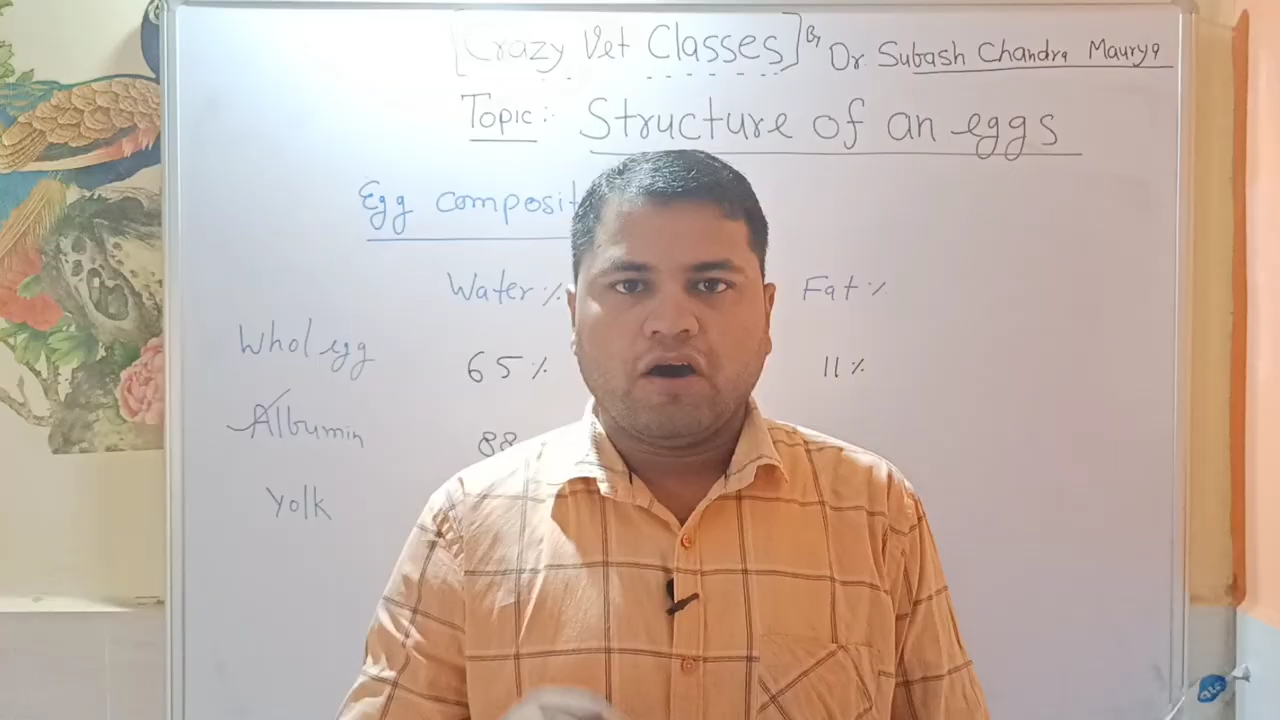 [Crazy Vet Classes] By Dr Subash Chandra Maurya
Topic:- Structure of an eggs
Egg composit
Water % Fat %
Whol egg 65% 11%
Albumin 88
Yolk